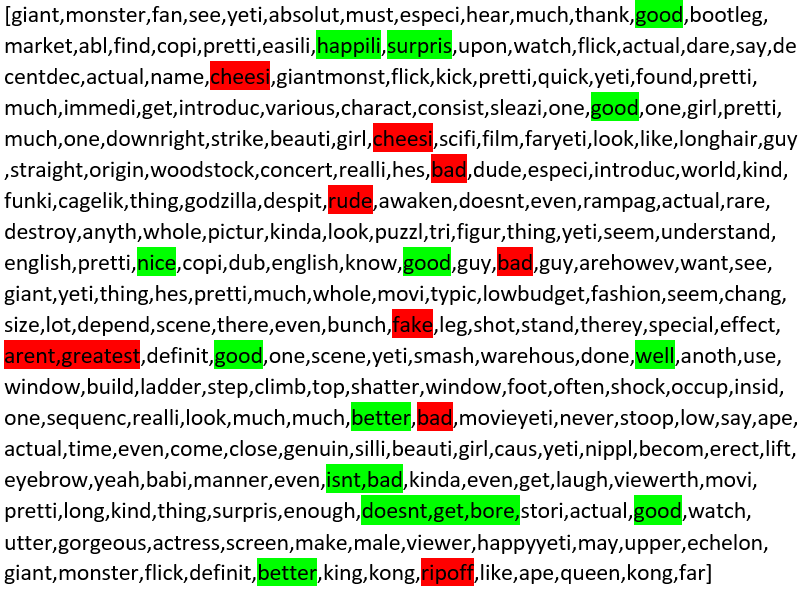 [giant,monster,fan,see,yeti,absolut,must,especi,hear,much,thank,good,bootleg,
market,abl,find,copi,pretti,easili,happili,surpris,upon,watch,flick,actual,dare,say,de
centdec,actual,name,cheesi,giantmonst,flick,kick,pretti,quick,yeti,found,pretti,
much,immedi,get,introduc,various,charact,consist,sleazi,one,good,one,girl,pretti,
much,one,downright,strike,beauti,girl,cheesi,scifi,film,faryeti,look,like,longhair,guy
,straight,origin,woodstock,concert,realli,hes,bad,dude,especi,introduc,world,kind,
funki,cagelik,thing,godzilla,despit,rude,awaken,doesnt,even,rampag,actual,rare,
destroy,anyth,whole,pictur,kinda,look,puzzl,tri,figur,thing,yeti,seem,understand,
english,pretti,nice,copi,dub,english,know,good,guy,bad,guy,arehowev,want,see,
giant,yeti,thing,hes,pretti,much,whole,movi,typic,lowbudget,fashion,seem,chang,
size,lot,depend,scene,there,even,bunch,fake,leg,shot,stand,therey,special,effect,
arent,greatest,definit,good,one,scene,yeti,smash,warehous,done,well,anoth,use,
window,build,ladder,step,climb,top,shatter,window,foot,often,shock,occup,insid,
one,sequenc,realli,look,much,much,better,bad,movieyeti,never,stoop,low,say,ape,
actual,time,even,come,close,genuin,silli,beauti,girl,caus,yeti,nippl,becom,erect,lift,
eyebrow,yeah,babi,manner,even,isnt,bad,kinda,even,get,laugh,viewerth,movi,
pretti,long,kind,thing,surpris,enough,doesnt,get,bore,stori,actual,good,watch,
utter,gorgeous,actress,screen,make,male,viewer,happyyeti,may,upper,echelon,
giant,monster,flick,definit,better,king,kong,ripoff,like,ape,queen,kong,far]